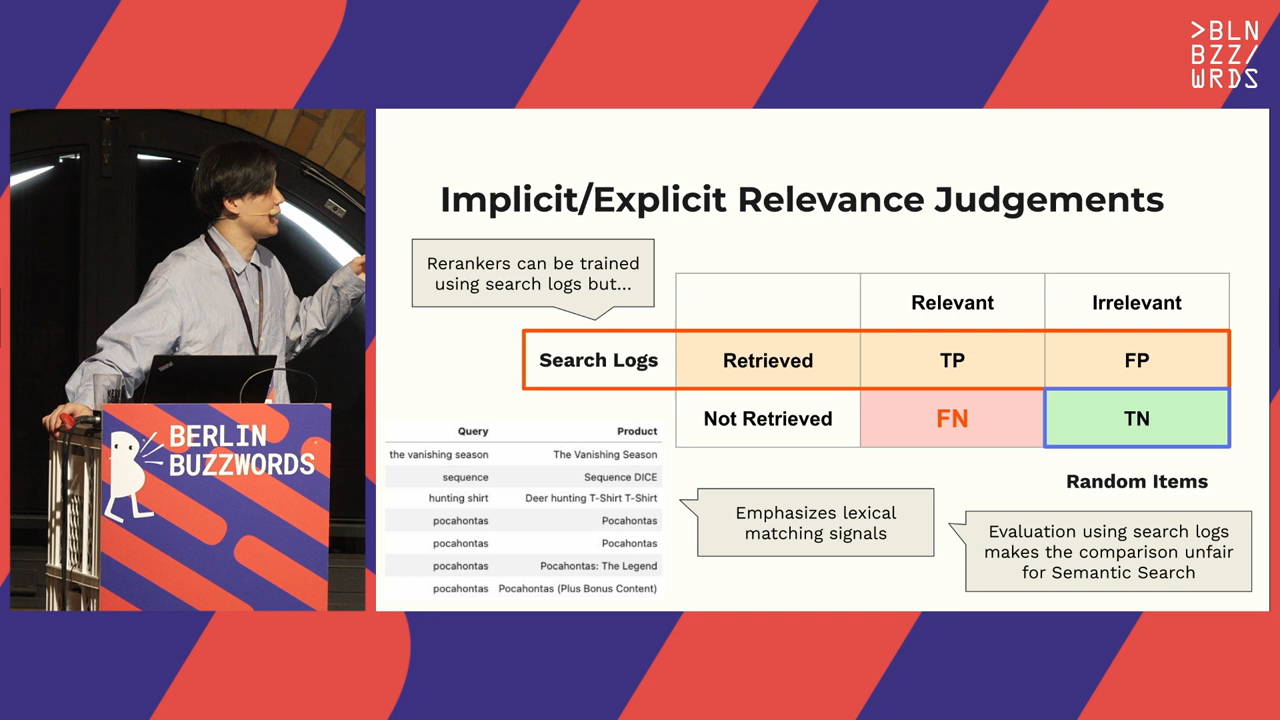 >BLN
BZZ/
WRDS
Implicit/Explicit Relevance Judgements
Rerankers can be trained
using search logs but...
Relevant Irrelevant
Search Logs Retrieved TP FP
Not Retrieved FN TN
Random Items
Query Product
the vanishing season The Vanishing Season
sequence Sequence DICE
hunting shirt Deer hunting T-Shirt T-Shirt
pocahontas Pocahontas
pocahontas Pocahontas
pocahontas Pocahontas: The Legend
pocahontas Pocahontas (Plus Bonus Content)
Emphasizes lexical
matching signals
Evaluation using search logs
makes the comparison unfair
for Semantic Search
BERLIN
BUZZWORDS